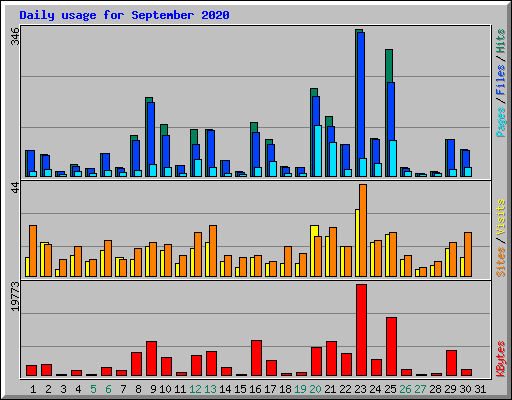 Daily usage for September 2020
346
Pages / Files / Hits
44
Sites / Visits
19773
KBytes
1 2 3 4 5 6 7 8 9 10 11 12 13 14 15 16 17 18 19 20 21 22 23 24 25 26 27 28 29 30 31